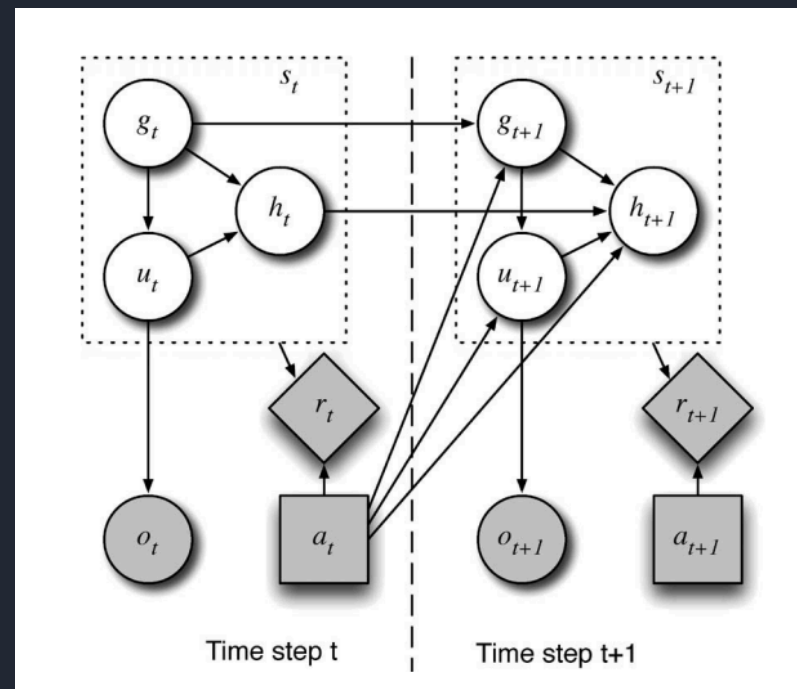 s_t
s_{t+1}
g_t
g_{t+1}
h_t
h_{t+1}
u_t
u_{t+1}
r_t
r_{t+1}
o_t
a_t
o_{t+1}
a_{t+1}
Time step t
Time step t+1